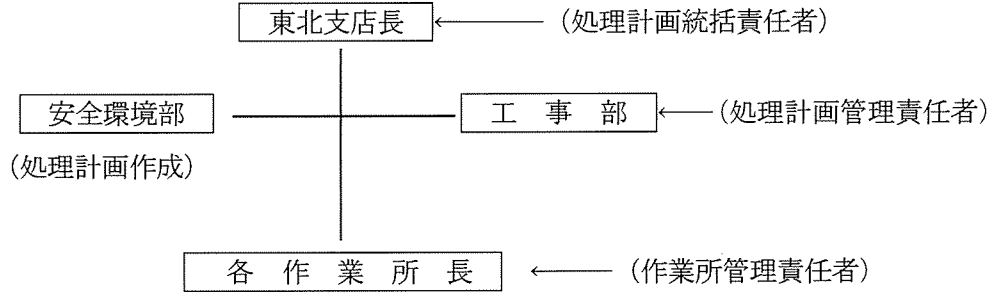 東北支店長 (処理計画統括責任者)
安全環境部 工事部 (処理計画管理責任者)
(処理計画作成)
各作業所長 (作業所管理責任者)